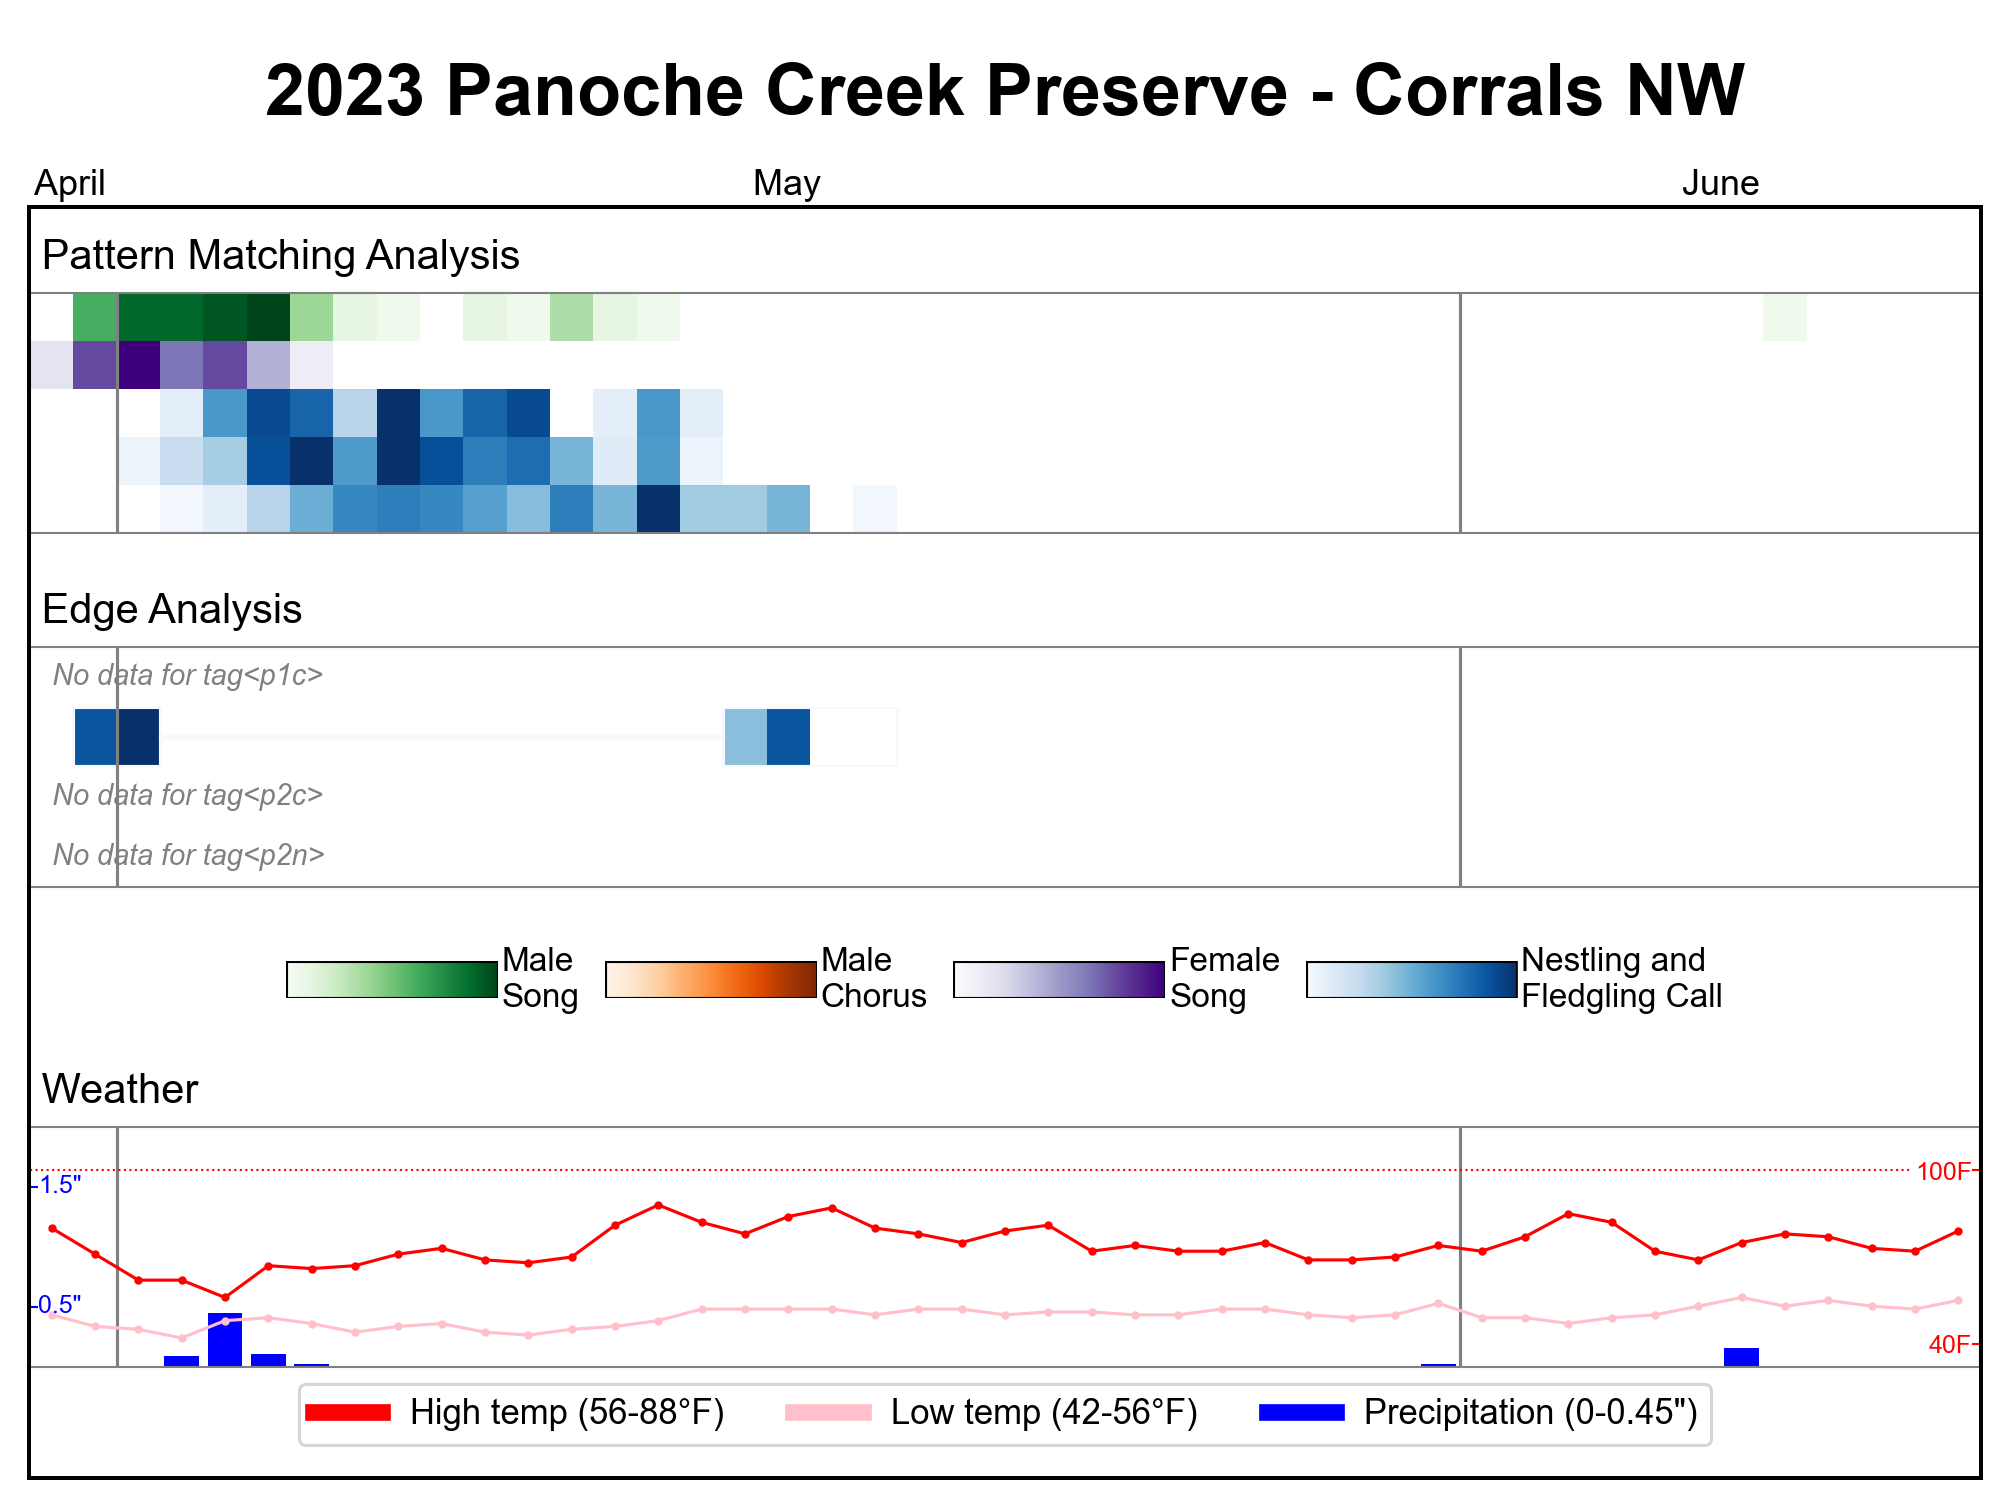 2023 Panoche Creek Preserve - Corrals NW
April May June
Pattern Matching Analysis
Edge Analysis
No data for tag<p1c>
No data for tag<p2c>
No data for tag<p2n>
Male Song
Male Chorus
Female Song
Nestling and Fledgling Call
Weather
1.5"
100F
0.5"
40F
High temp (56-88°F) Low temp (42-56°F) Precipitation (0-0.45")